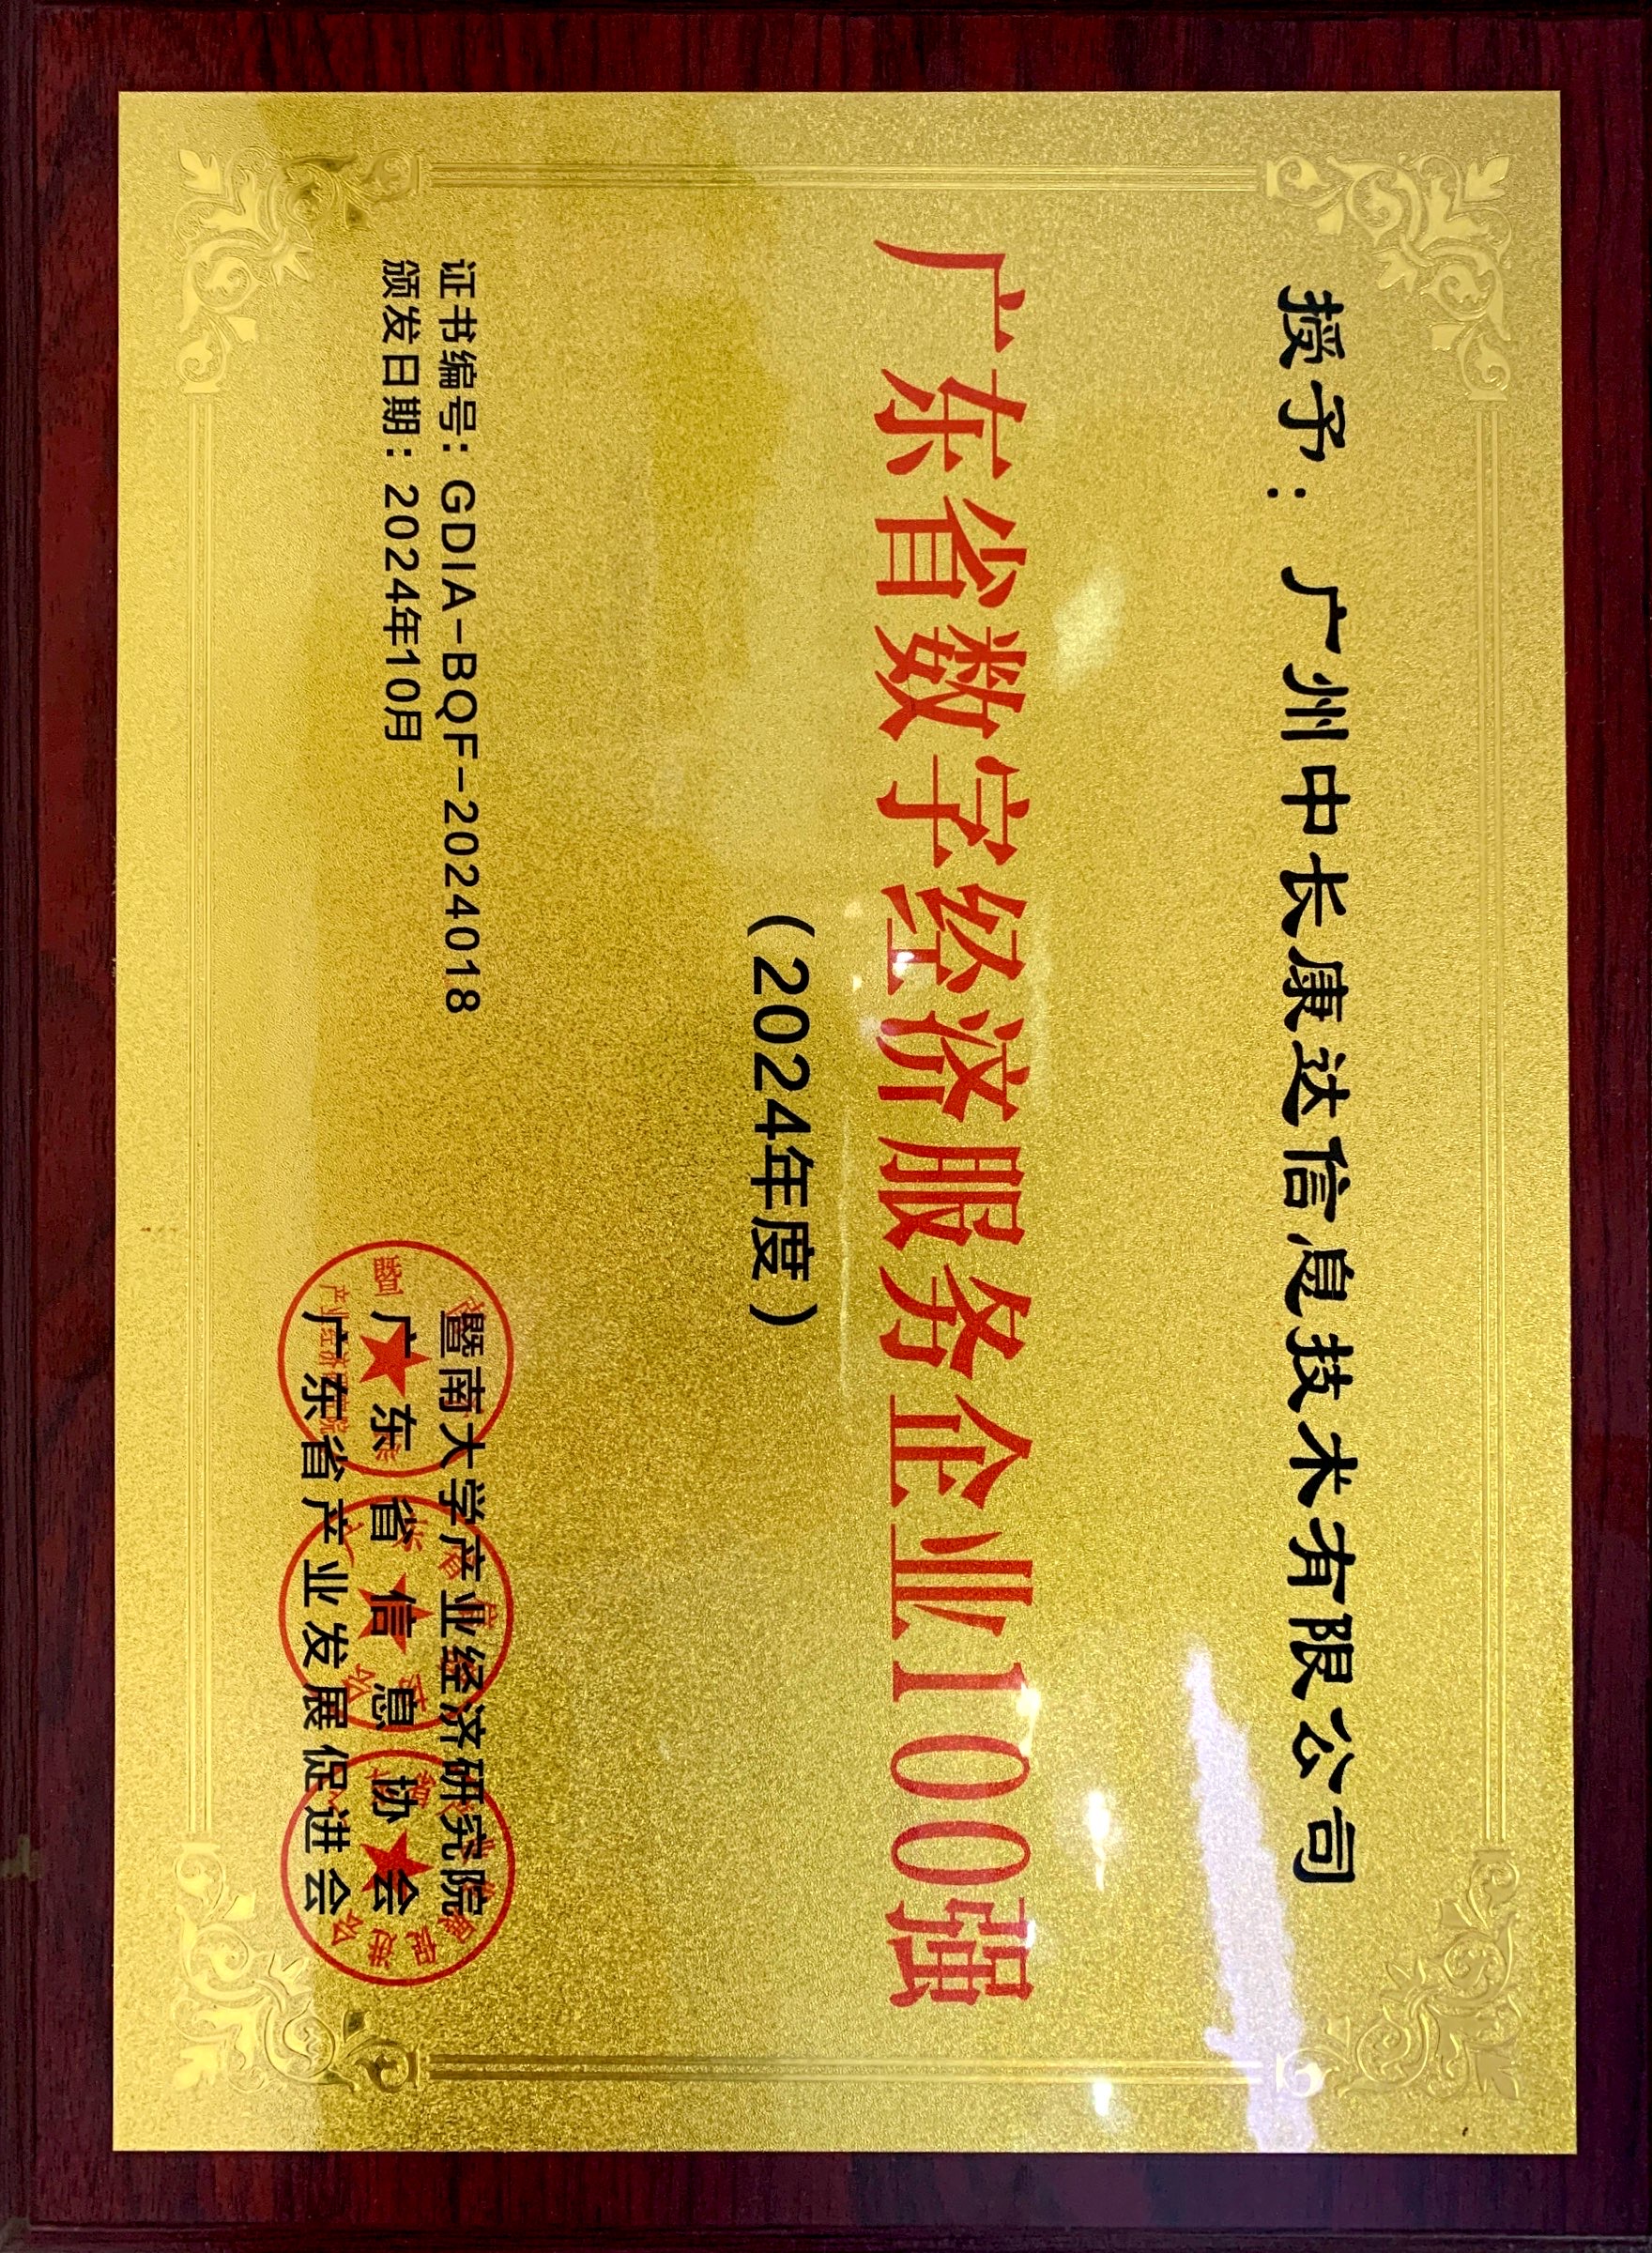 授予：广州中长康达信息技术有限公司
广东省数字经济服务企业100强
（2024年度）
证书编号：GDIA-BQF-2024018
颁发日期：2024年10月
暨南大学产业经济研究院
广东省信息协会
广东省产业发展促进会